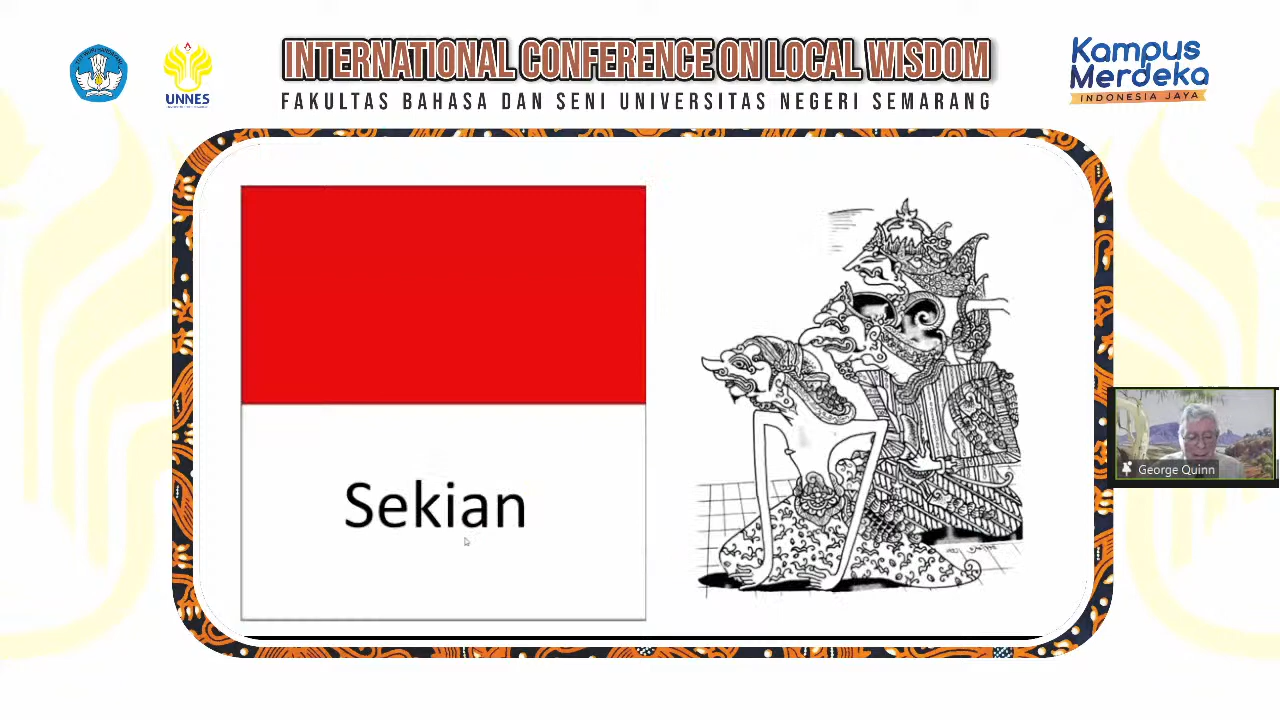 INTERNATIONAL CONFERENCE ON LOCAL WISDOM
FAKULTAS BAHASA DAN SENI UNIVERSITAS NEGERI SEMARANG
UNNES
Kampus
Merdeka
INDONESIA JAYA
Sekian
George Quinn